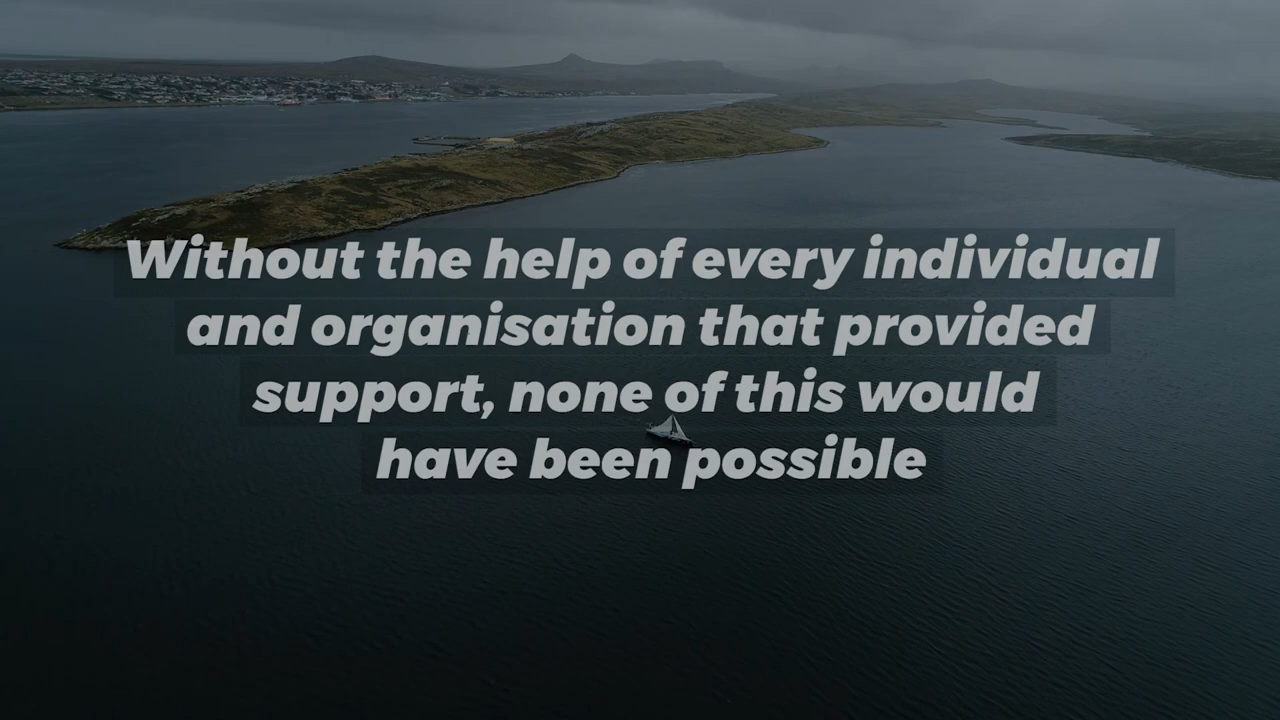 Without the help of every individual
and organisation that provided
support, none of this would
have been possible